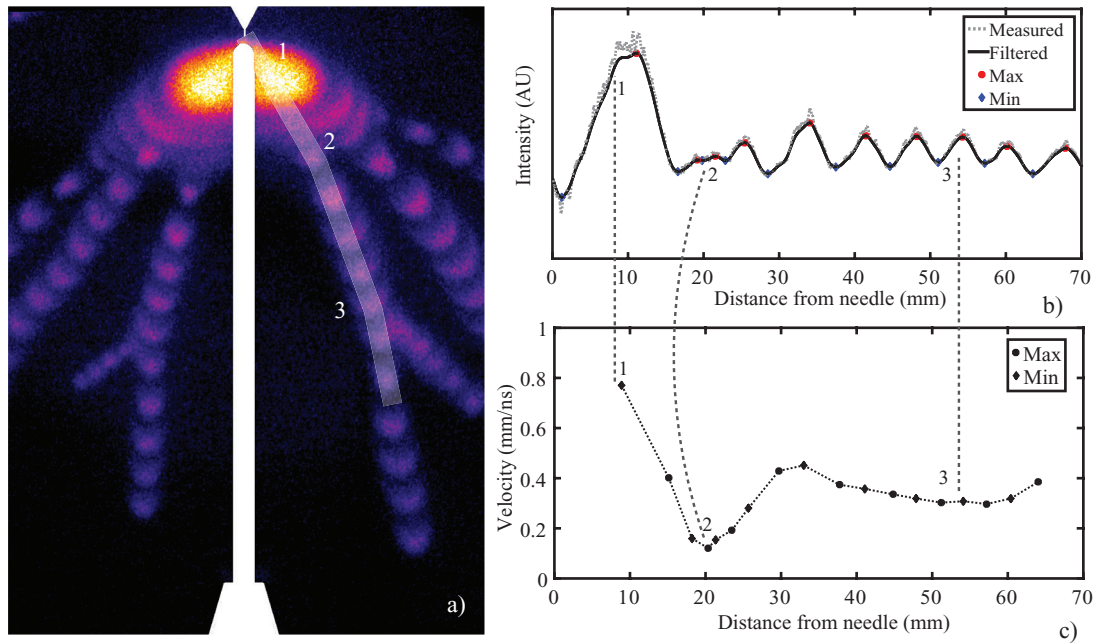 1
2
3
a)
Intensity (AU)
Measured
Filtered
Max
Min
1
2
3
0 10 20 30 40 50 60 70
Distance from needle (mm)
b)
Velocity (mm/ns)
1
0.8
0.6
0.4
0.2
0
Max
Min
1
2
3
0 10 20 30 40 50 60 70
Distance from needle (mm)
c)